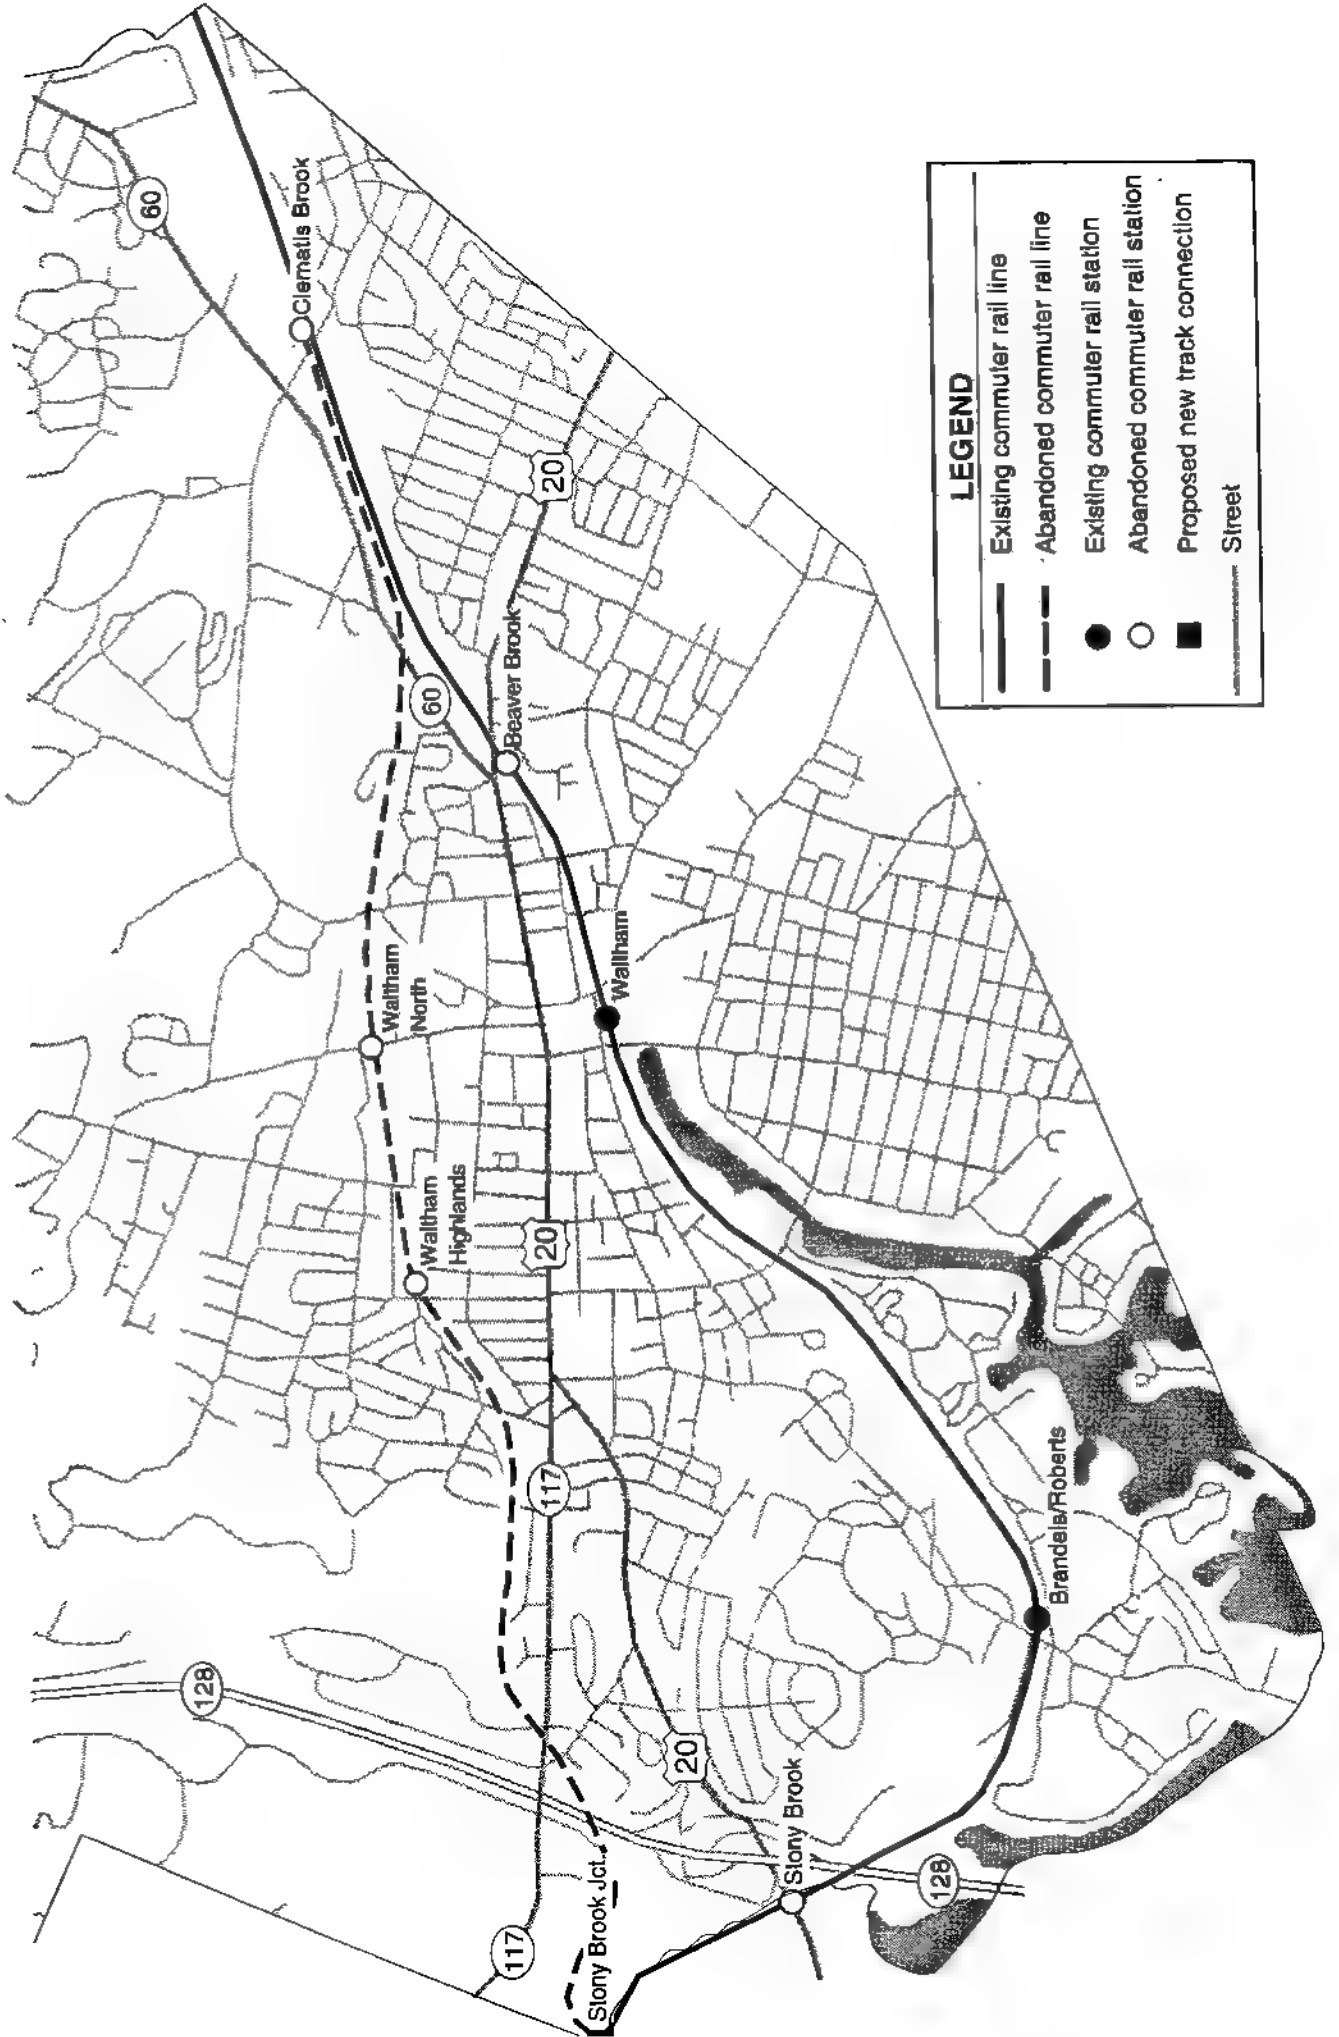 60
Clematis Brook
20
Beaver Brook
60
Waltham
North
Waltham
Waltham
Highlands
20
117
Brandeis/Roberts
128
20
Stony Brook
128
Stony Brook Jct.
117
LEGEND
Existing commuter rail line
Abandoned commuter rail line
Existing commuter rail station
Abandoned commuter rail station
Proposed new track connection
Street